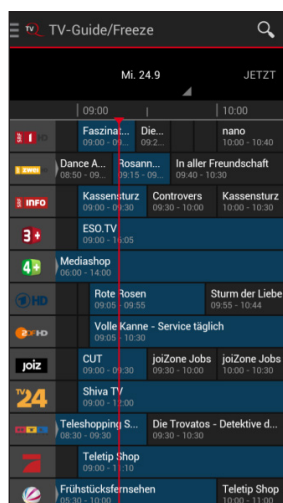 TV-Guide/Freeze
Mi. 24.9 JETZT
09:00 10:00
Faszinat... Die... nano
09:00 - 09... 09:2... 10:00 - 10:40
ZWEI Dance A... Rosann... In aller Freundschaft
08:50 - 09... 09:15 - 09... 09:40 - 10:30
INFO Kassensturz Controvers Kassensturz
09:00 - 09:30 09:30 - 10:00 10:00 - 10:30
3+ ESO.TV
09:00 - 16:05
4+ Mediashop
06:00 - 14:00
HD Rote Rosen Sturm der Liebe
09:05 - 09:55 09:55 - 10:44
ZDF HD Volle Kanne - Service täglich
09:05 - 10:30
joiz CUT joiZone Jobs joiZone Jobs
09:00 - 09:30 09:30 - 10:00 10:00 - 10:30
TV24 Shiva TV
09:00 - 12:00
Teleshopping S... Die Trovatos - Detektive d...
08:30 - 09:30 09:30 - 10:30
Teletip Shop
09:00 - 11:10
Frühstücksfernsehen Teletip Shop
05:30 - 10:00 10:00 - 11:00